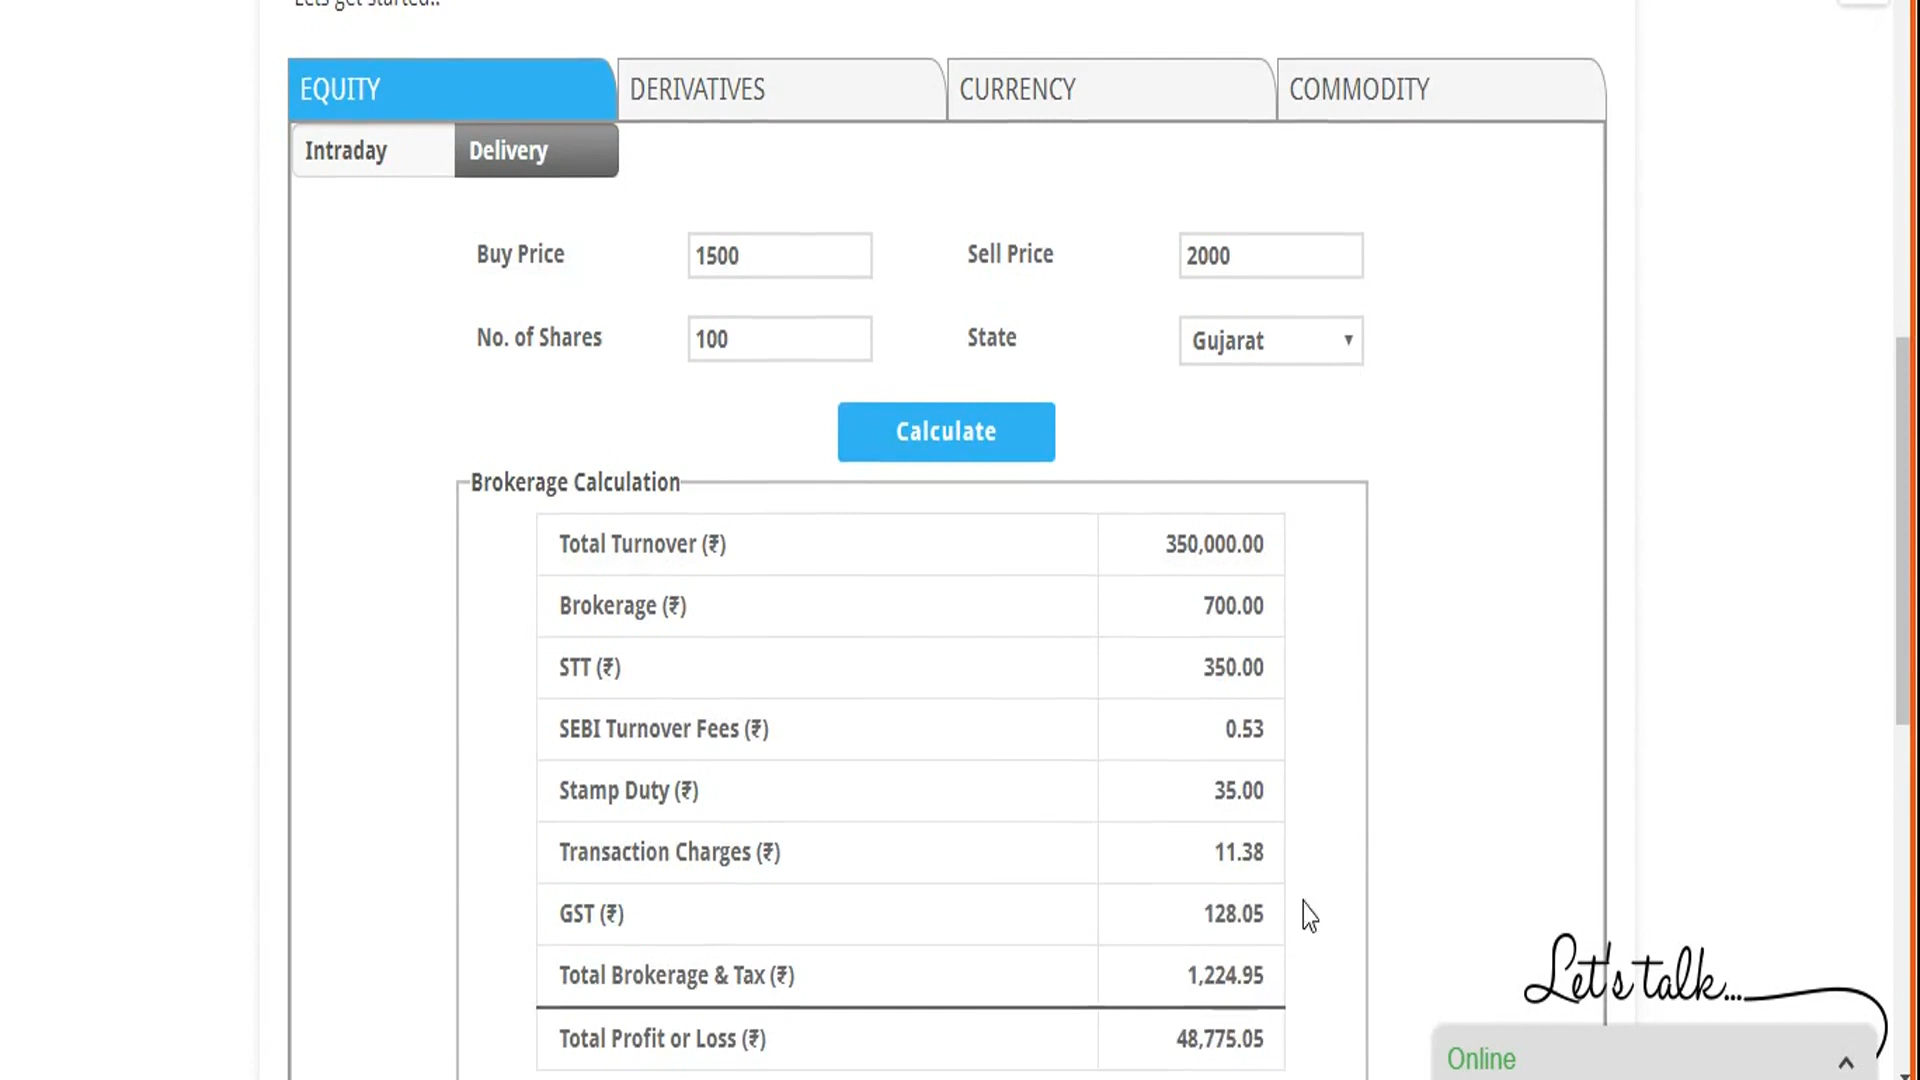 Lets get started..
EQUITY DERIVATIVES CURRENCY COMMODITY
Intraday Delivery
Buy Price 1500 Sell Price 2000
No. of Shares 100 State Gujarat
Calculate
Brokerage Calculation
Total Turnover (₹) 350,000.00
Brokerage (₹) 700.00
STT (₹) 350.00
SEBI Turnover Fees (₹) 0.53
Stamp Duty (₹) 35.00
Transaction Charges (₹) 11.38
GST (₹) 128.05
Total Brokerage & Tax (₹) 1,224.95
Total Profit or Loss (₹) 48,775.05
Let's talk...
Online